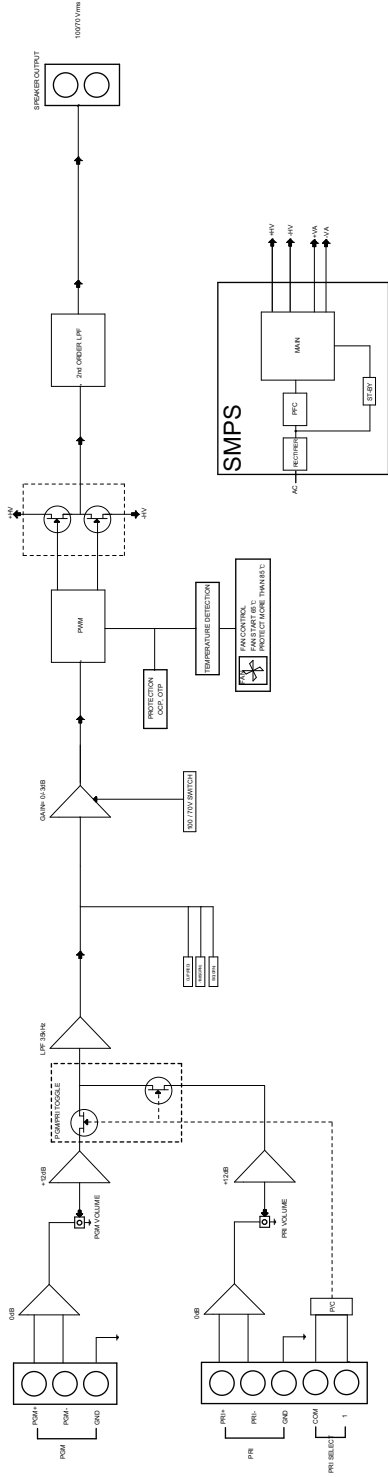 PGM
PGM+
PGM-
GND
0dB
PGM VOLUME
+12dB
PGM/PRI TOGGLE
LPF 35kHz
GAIN= 0/-3dB
100 / 70V SWITCH
PWM
PROTECTION
OCP, OTP
TEMPERATURE DETECTION
FAN
FAN CONTROL
FAN START 65℃
PROTECT MORE THAN 85℃
+HV
-HV
2nd ORDER LPF
SPEAKER OUTPUT
100/70 Vrms
PRI
PRI+
PRI-
GND
PRI SELECT
COM
1
0dB
PRI VOLUME
+12dB
P/C
SMPS
AC
RECTIFIER
PFC
MAIN
ST-BY
+HV
-HV
+VA
-VA